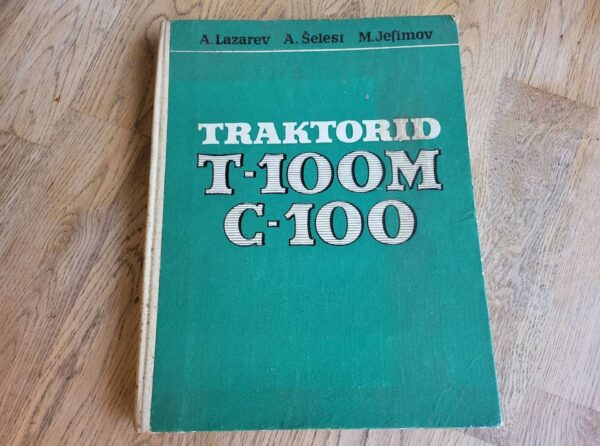 A. Lazarev A. Šelest M. Jefimov
TRAKTORID
T-100M
C-100